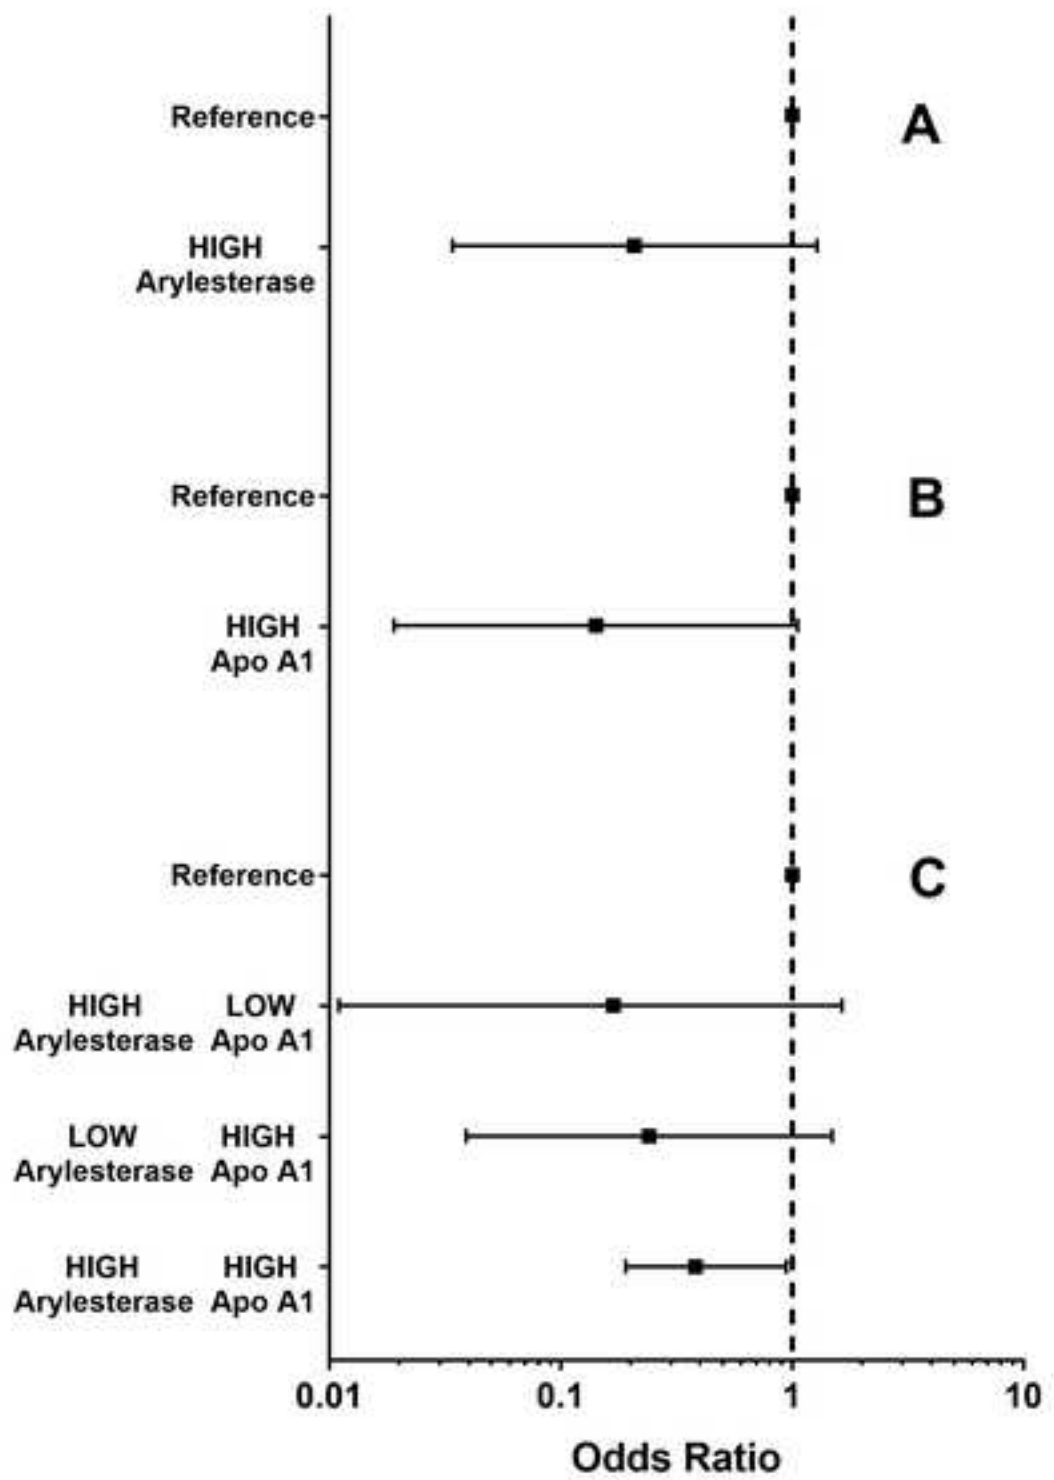 Reference
A
HIGH
Arylesterase
Reference
B
HIGH
Apo A1
Reference
C
HIGH LOW
Arylesterase Apo A1
LOW HIGH
Arylesterase Apo A1
HIGH HIGH
Arylesterase Apo A1
0.01 0.1 1 10
Odds Ratio